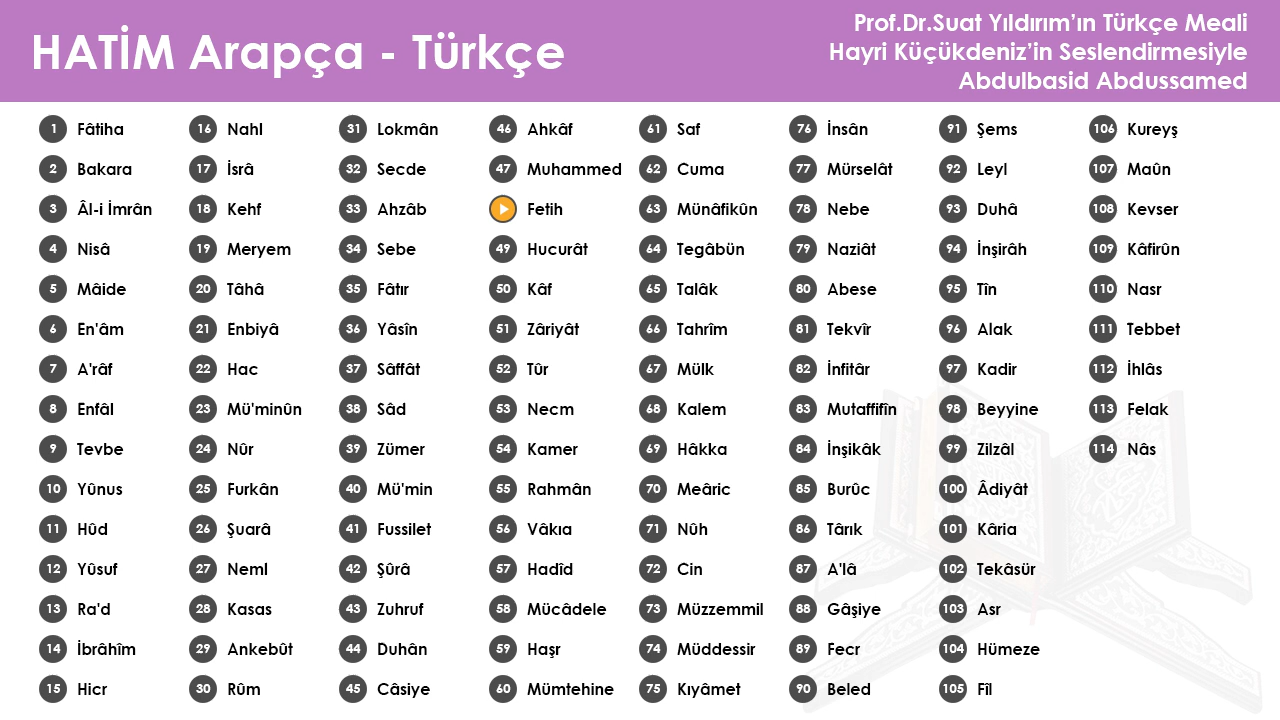 HATİM Arapça - Türkçe
Prof.Dr.Suat Yıldırım’ın Türkçe Meali
Hayri Küçükdeniz’in Seslendirmesiyle
Abdulbasid Abdussamed
1 Fâtiha
2 Bakara
3 Âl-i İmrân
4 Nisâ
5 Mâide
6 En'âm
7 A'râf
8 Enfâl
9 Tevbe
10 Yûnus
11 Hûd
12 Yûsuf
13 Ra'd
14 İbrâhîm
15 Hicr
16 Nahl
17 İsrâ
18 Kehf
19 Meryem
20 Tâhâ
21 Enbiyâ
22 Hac
23 Mü'minûn
24 Nûr
25 Furkân
26 Şuarâ
27 Neml
28 Kasas
29 Ankebût
30 Rûm
31 Lokmân
32 Secde
33 Ahzâb
34 Sebe
35 Fâtır
36 Yâsîn
37 Sâffât
38 Sâd
39 Zümer
40 Mü'min
41 Fussilet
42 Şûrâ
43 Zuhruf
44 Duhân
45 Câsiye
46 Ahkâf
47 Muhammed
Fetih
49 Hucurât
50 Kâf
51 Zâriyât
52 Tûr
53 Necm
54 Kamer
55 Rahmân
56 Vâkıa
57 Hadîd
58 Mücâdele
59 Haşr
60 Mümtehine
61 Saf
62 Cuma
63 Münâfikûn
64 Tegâbün
65 Talâk
66 Tahrîm
67 Mülk
68 Kalem
69 Hâkka
70 Meâric
71 Nûh
72 Cin
73 Müzzemmil
74 Müddessir
75 Kıyâmet
76 İnsân
77 Mürselât
78 Nebe
79 Naziât
80 Abese
81 Tekvîr
82 İnfitâr
83 Mutaffifîn
84 İnşikâk
85 Burûc
86 Târık
87 A'lâ
88 Gâşiye
89 Fecr
90 Beled
91 Şems
92 Leyl
93 Duhâ
94 İnşirâh
95 Tîn
96 Alak
97 Kadir
98 Beyyine
99 Zilzâl
100 Âdiyât
101 Kâria
102 Tekâsür
103 Asr
104 Hümeze
105 Fîl
106 Kureyş
107 Maûn
108 Kevser
109 Kâfirûn
110 Nasr
111 Tebbet
112 İhlâs
113 Felak
114 Nâs